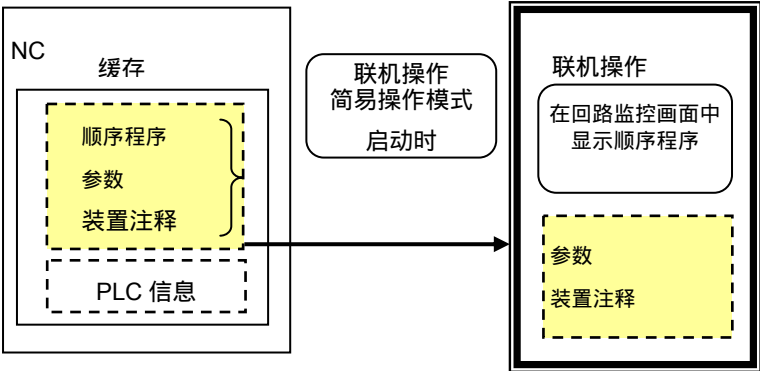 NC
缓存
顺序程序
参数
装置注释
PLC 信息
联机操作
简易操作模式
启动时
联机操作
在回路监控画面中
显示顺序程序
参数
装置注释